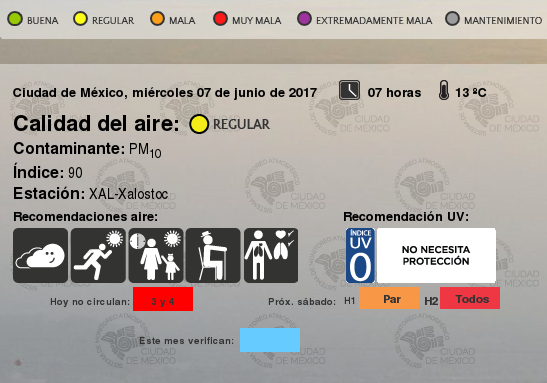 BUENA REGULAR MALA MUY MALA EXTREMADAMENTE MALA MANTENIMIENTO
Ciudad de México, miércoles 07 de junio de 2017 07 horas 13 ºC
Calidad del aire: REGULAR
Contaminante: PM10
Índice: 90
Estación: XAL-Xalostoc
Recomendaciones aire: Recomendación UV:
ÍNDICE
UV
0
NO NECESITA
PROTECCIÓN
Hoy no circulan: 3 y 4 Próx. sábado: H1 Par H2 Todos
Este mes verifican:
CIUDAD
DE MÉXICO